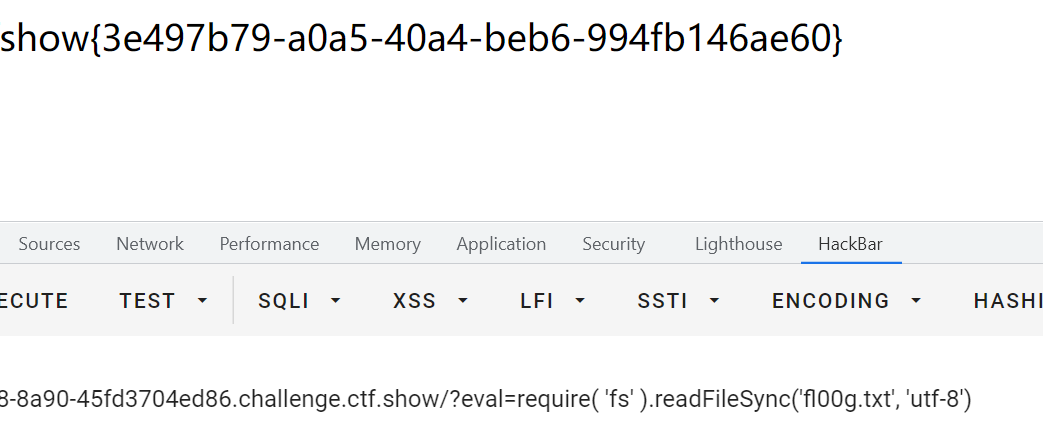 show{3e497b79-a0a5-40a4-beb6-994fb146ae60}
Sources Network Performance Memory Application Security Lighthouse HackBar
ECUTE TEST SQLI XSS LFI SSTI ENCODING HASHI
8-8a90-45fd3704ed86.challenge.ctf.show/?eval=require( 'fs' ).readFileSync('fl00g.txt', 'utf-8')